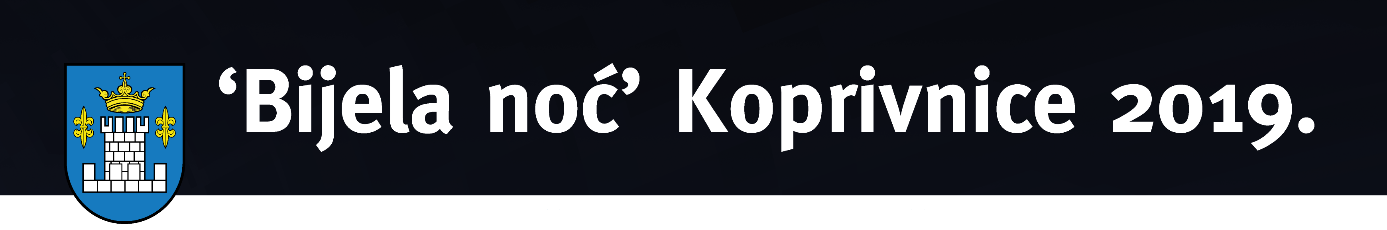 ‘Bijela noć’ Koprivnice 2019.